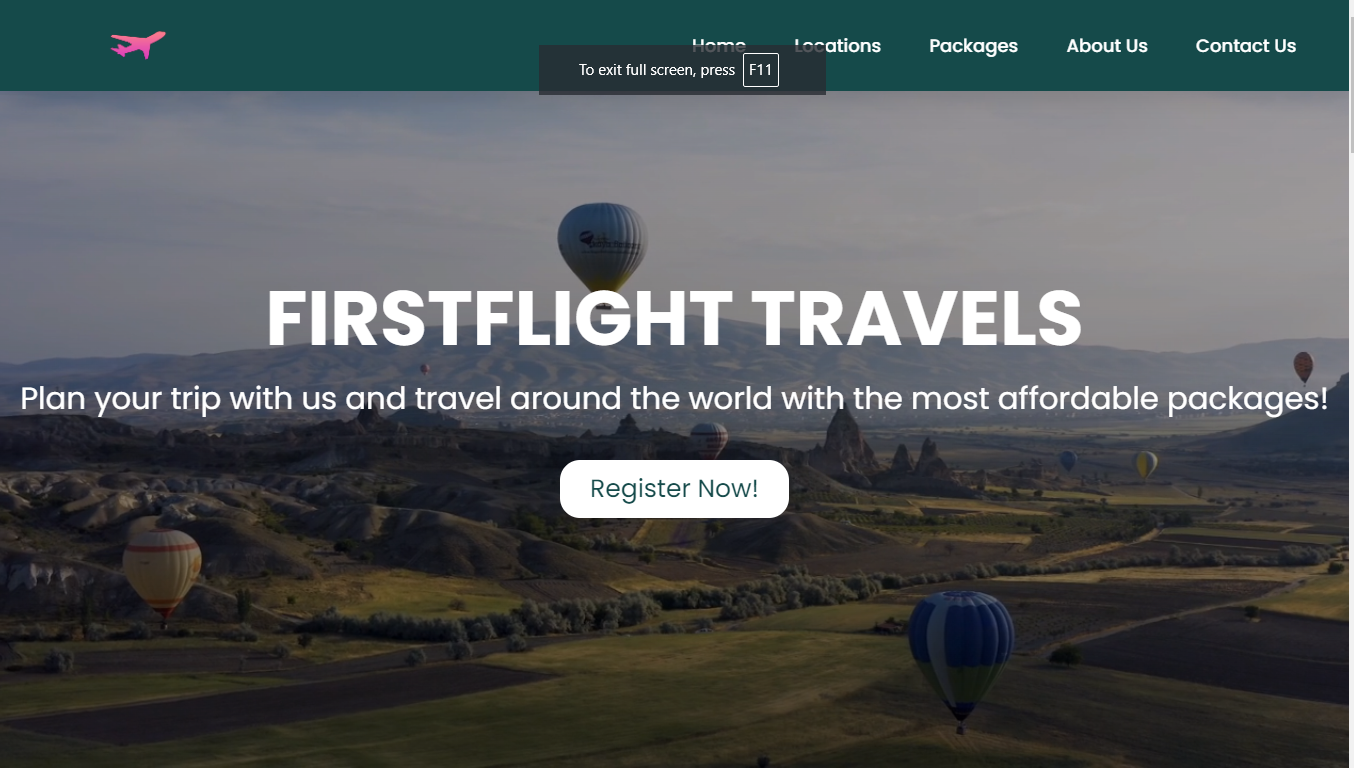 Home Locations Packages About Us Contact Us
To exit full screen, press F11
FIRSTFLIGHT TRAVELS
Plan your trip with us and travel around the world with the most affordable packages!
Register Now!